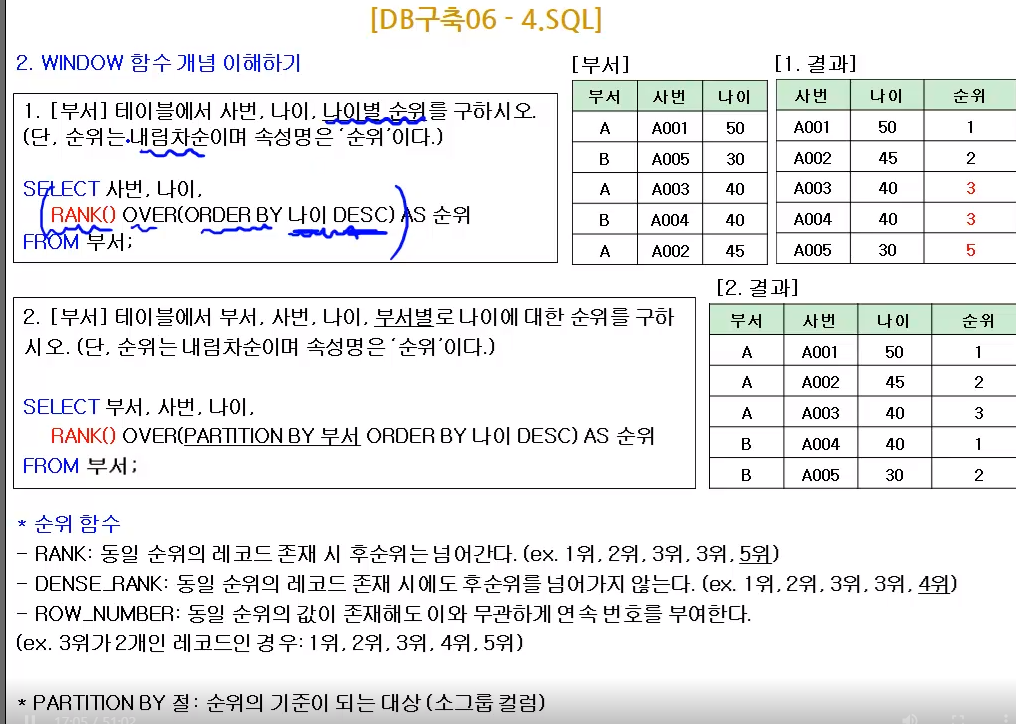 [DB구축06 - 4.SQL]
2. WINDOW 함수 개념 이해하기
1. [부서] 테이블에서 사번, 나이, 나이별 순위를 구하시오.
(단, 순위는 내림차순이며 속성명은 ‘순위’이다.)
SELECT 사번, 나이,
RANK() OVER(ORDER BY 나이 DESC) AS 순위
FROM 부서;
[부서]
부서 사번 나이
A A001 50
B A005 30
A A003 40
B A004 40
A A002 45
[1. 결과]
사번 나이 순위
A001 50 1
A002 45 2
A003 40 3
A004 40 3
A005 30 5
2. [부서] 테이블에서 부서, 사번, 나이, 부서별로 나이에 대한 순위를 구하
시오. (단, 순위는 내림차순이며 속성명은 ‘순위’이다.)
SELECT 부서, 사번, 나이,
RANK() OVER(PARTITION BY 부서 ORDER BY 나이 DESC) AS 순위
FROM 부서;
[2. 결과]
부서 사번 나이 순위
A A001 50 1
A A002 45 2
A A003 40 3
B A004 40 1
B A005 30 2
* 순위 함수
- RANK: 동일 순위의 레코드 존재 시 후순위는 넘어간다. (ex. 1위, 2위, 3위, 3위, 5위)
- DENSE_RANK: 동일 순위의 레코드 존재 시에도 후순위를 넘어가지 않는다. (ex. 1위, 2위, 3위, 3위, 4위)
- ROW_NUMBER: 동일 순위의 값이 존재해도 이와 무관하게 연속 번호를 부여한다.
(ex. 3위가 2개인 레코드인 경우: 1위, 2위, 3위, 4위, 5위)
* PARTITION BY 절: 순위의 기준이 되는 대상 (소그룹 컬럼)
17:05 / 51:02